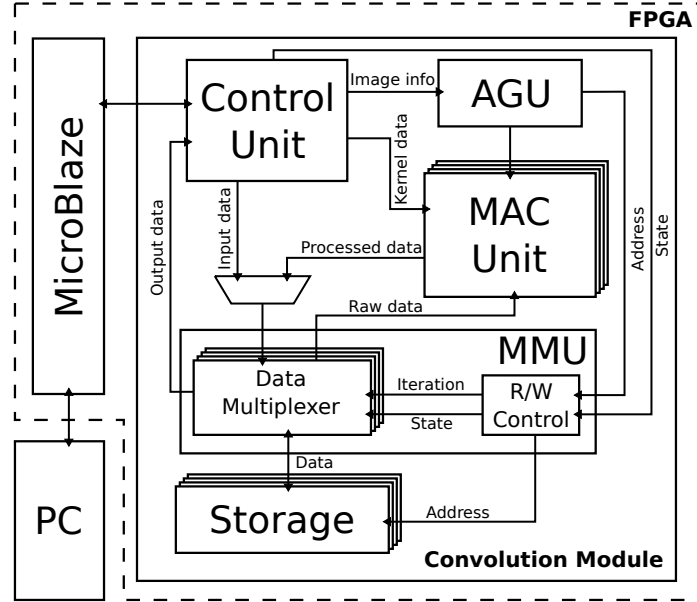 FPGA
Control
Unit
Image info
AGU
MicroBlaze
Kernel data
MAC
Unit
Output data
Input data
Processed data
Address
State
Raw data
MMU
Data
Multiplexer
Iteration
State
R/W
Control
Data
Storage
Address
PC
Convolution Module